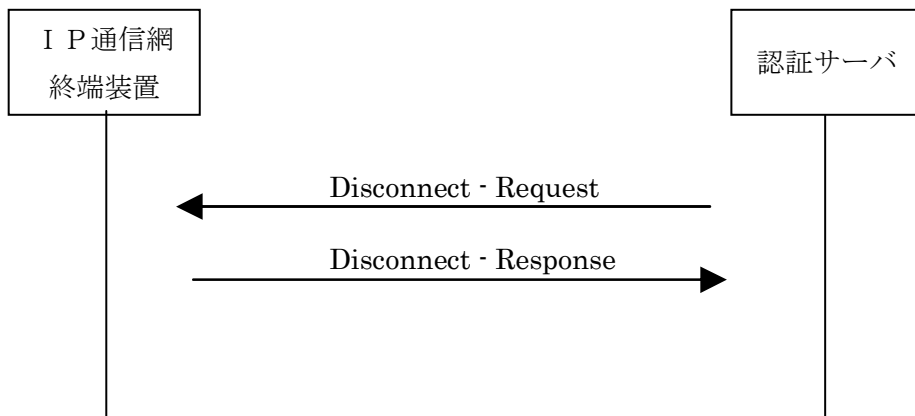 ＩＰ通信網
終端装置
認証サーバ
Disconnect - Request
Disconnect - Response